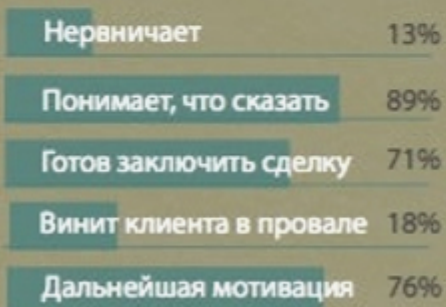 Нервничает 13%
Понимает, что сказать 89%
Готов заключить сделку 71%
Винит клиента в провале 18%
Дальнейшая мотивация 76%